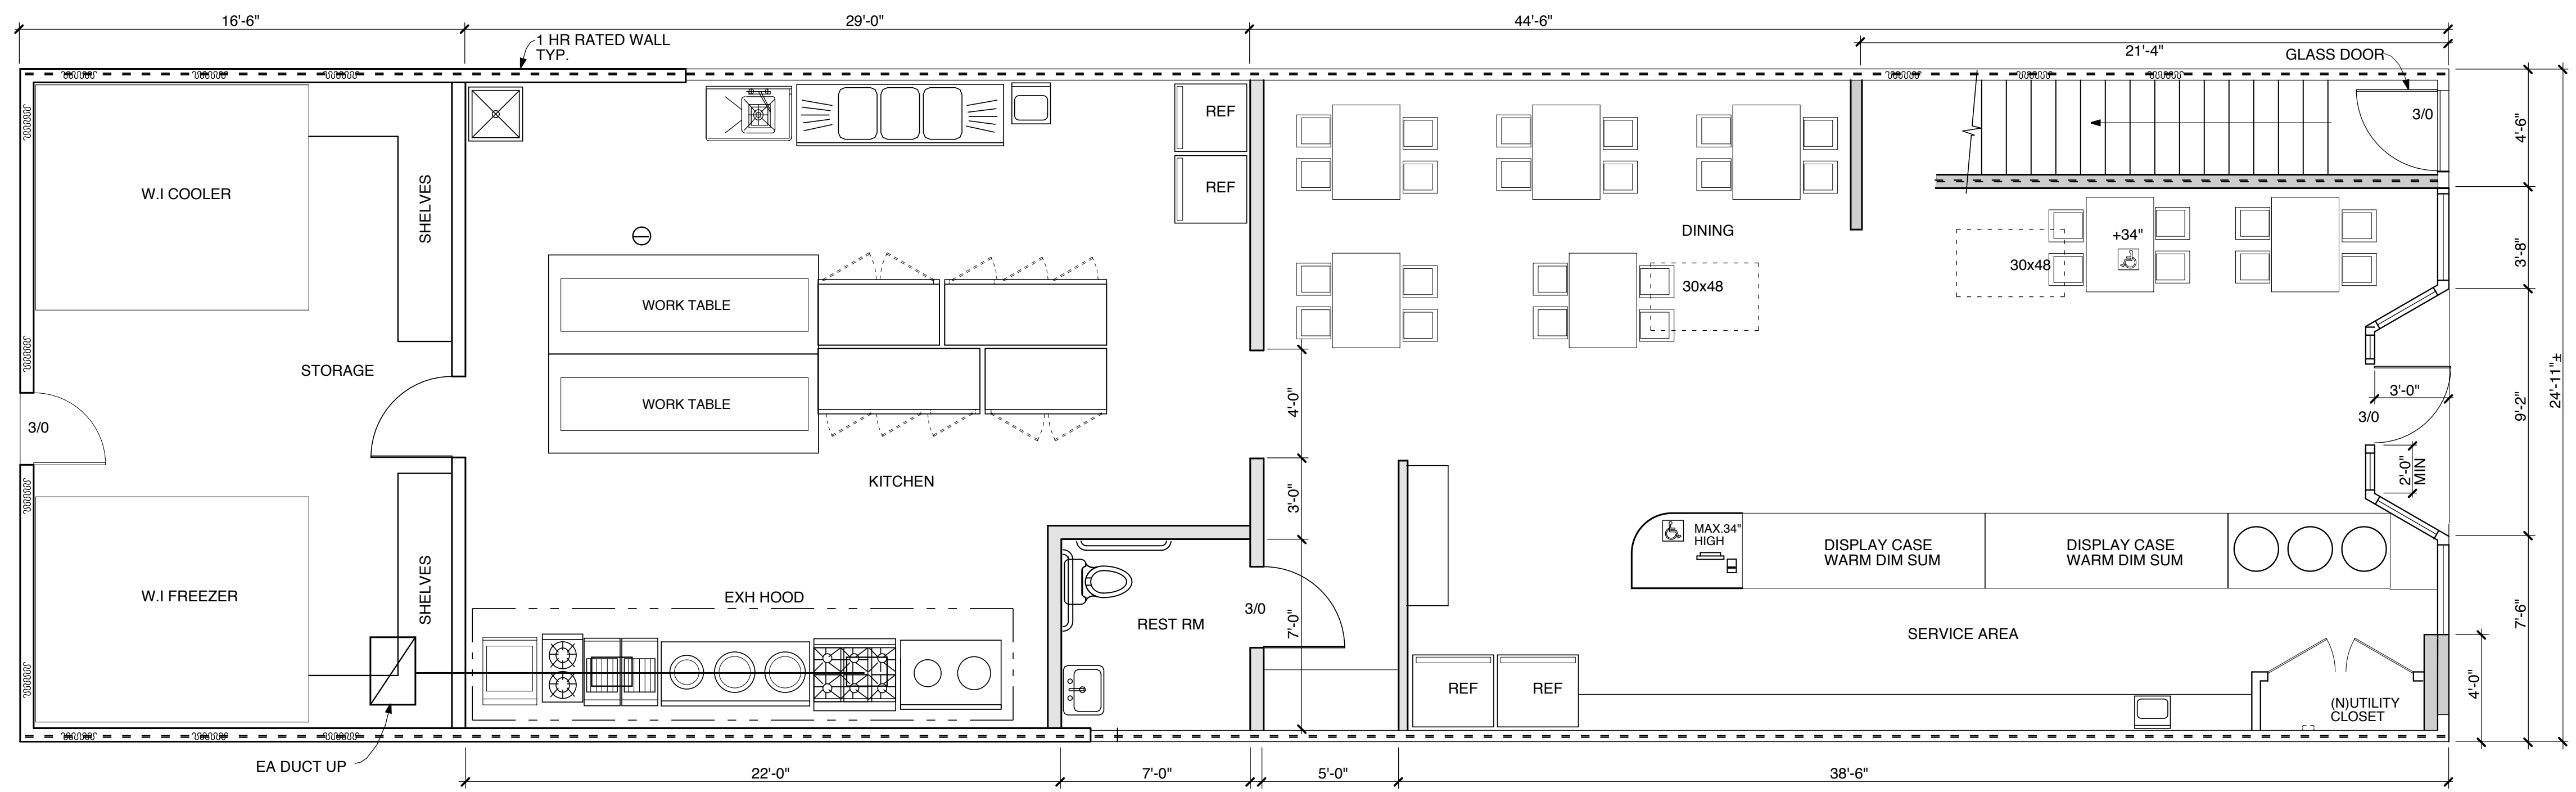 16'-6"
29'-0"
44'-6"
1 HR RATED WALL
TYP.
21'-4"
GLASS DOOR
3/0
4'-6"
REF
REF
W.I COOLER
SHELVES
DINING
+34"
30x48
30x48
3'-8"
WORK TABLE
WORK TABLE
STORAGE
3/0
4'-0"
3'-0"
3/0
9'-2"
24'-11"±
KITCHEN
3'-0"
2'-0"
MIN
MAX.34"
HIGH
DISPLAY CASE
WARM DIM SUM
DISPLAY CASE
WARM DIM SUM
W.I FREEZER
SHELVES
EXH HOOD
REST RM
3/0
7'-0"
SERVICE AREA
7'-6"
REF
REF
(N)UTILITY
CLOSET
4'-0"
EA DUCT UP
22'-0"
7'-0"
5'-0"
38'-6"